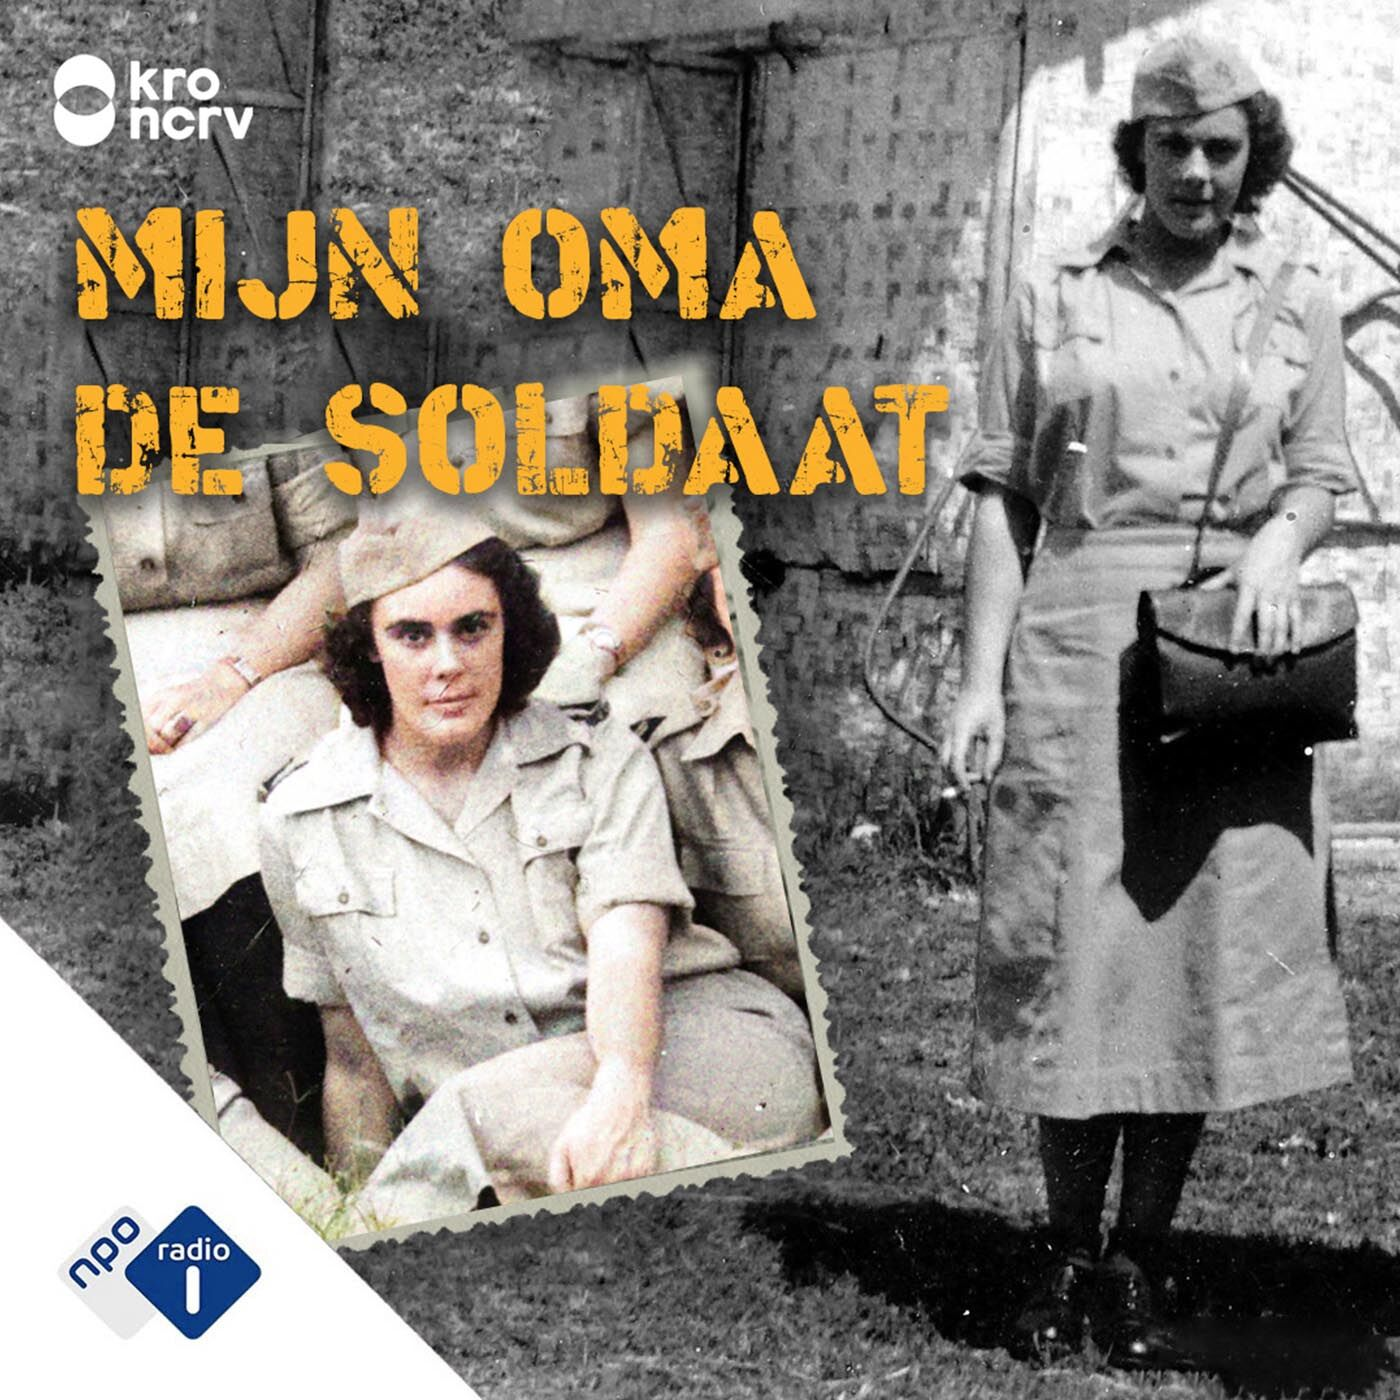 kro
ncrv
MIJN OMA
DE SOLDAAT
npo
radio
1